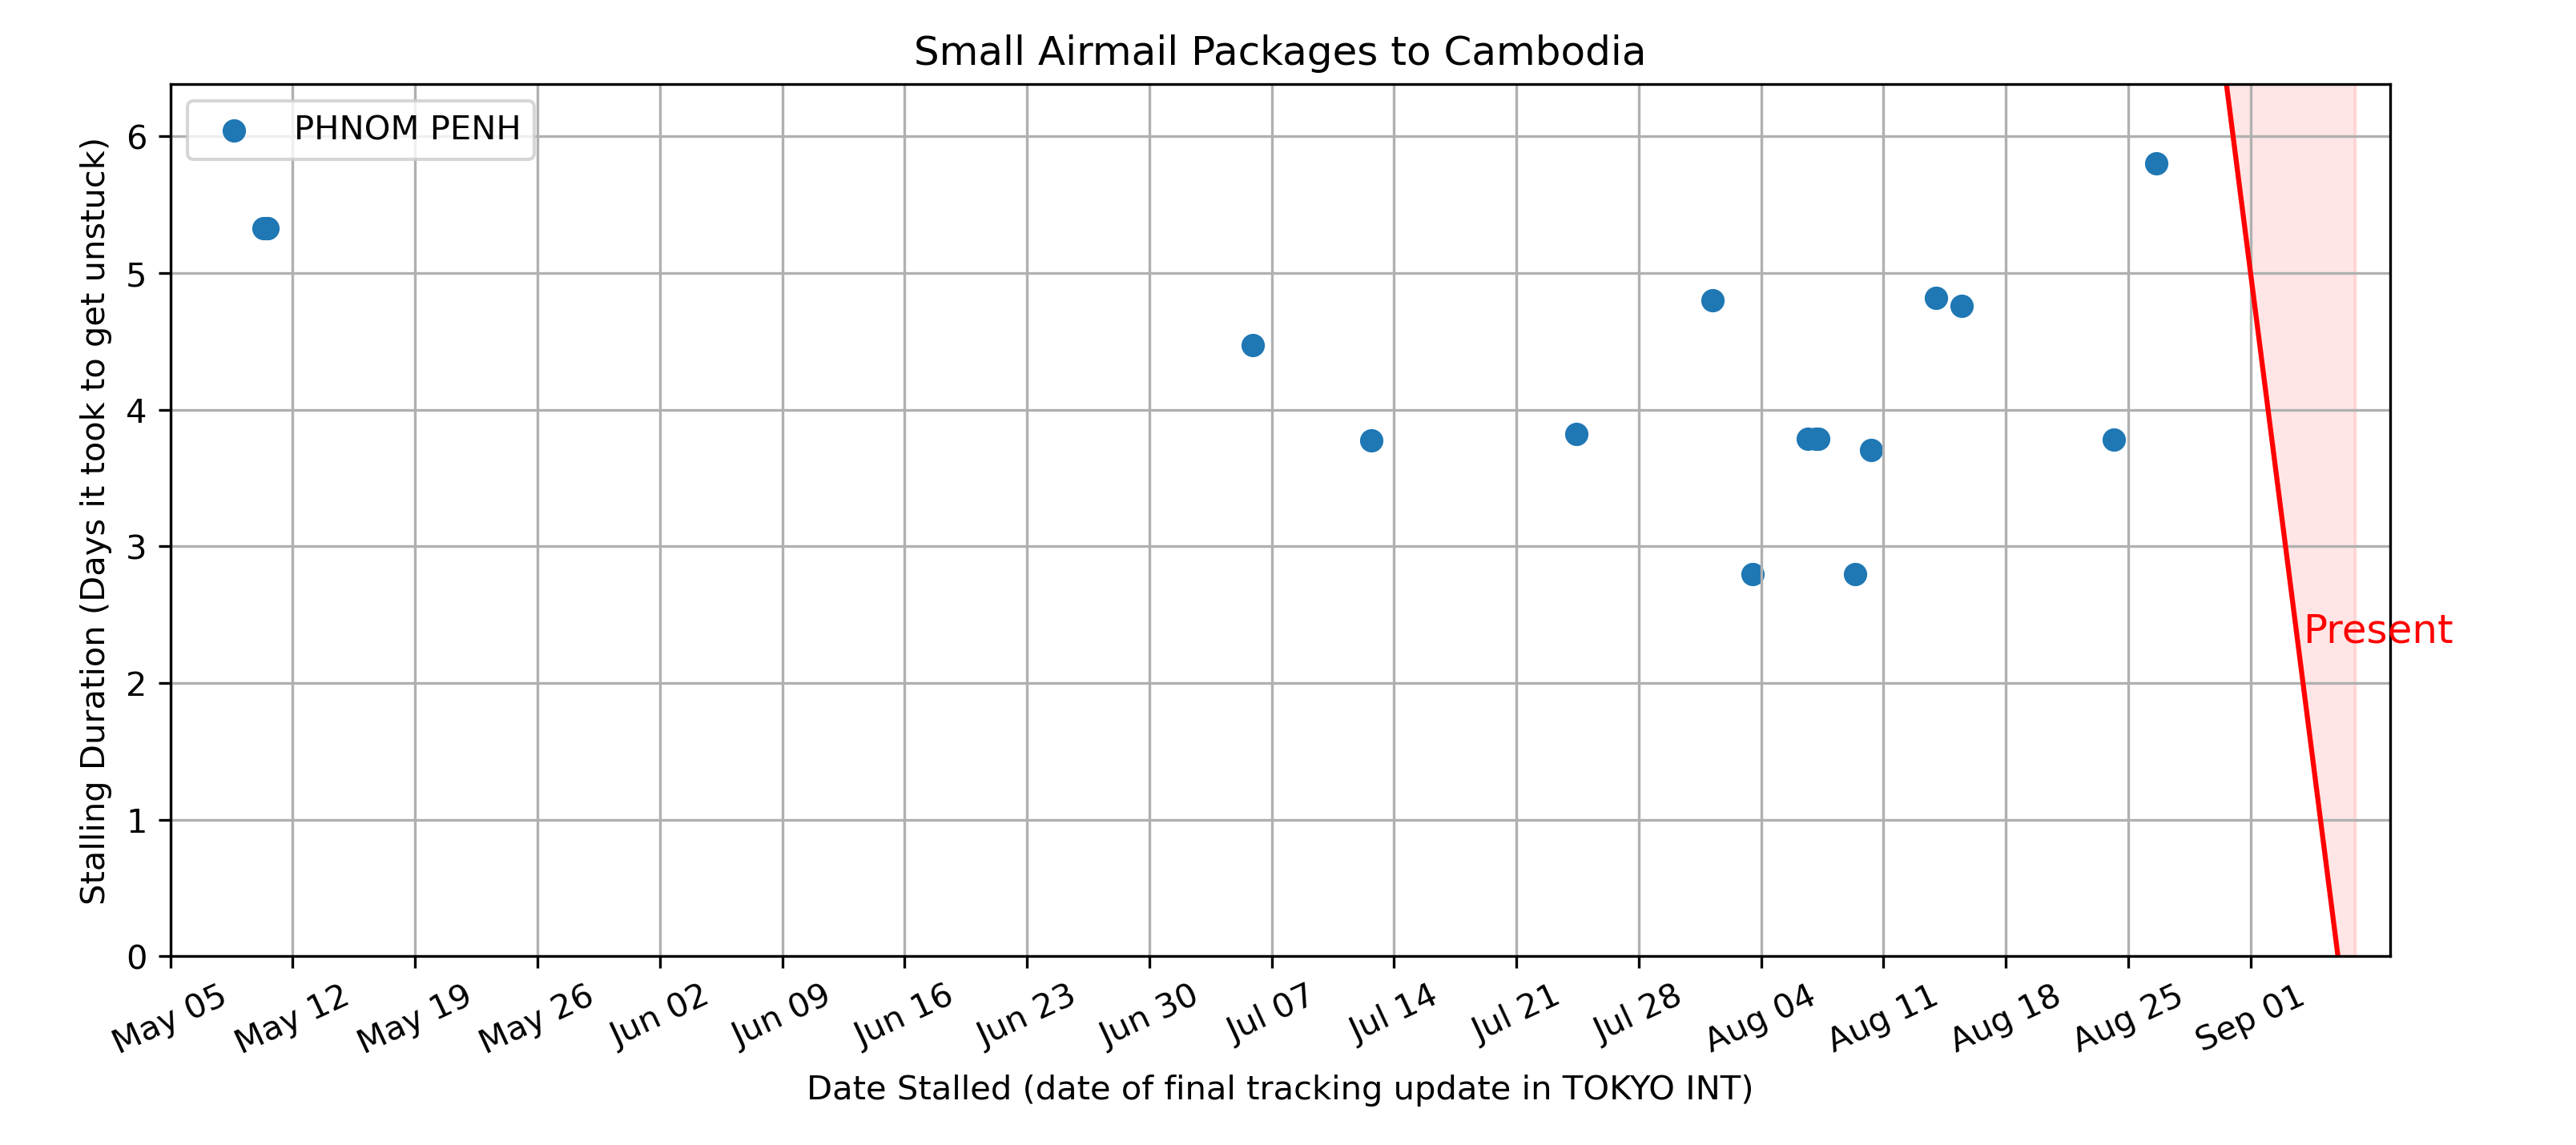 Small Airmail Packages to Cambodia
PHNOM PENH
Stalling Duration (Days it took to get unstuck)
6
5
4
3
2
1
0
Present
May 05
May 12
May 19
May 26
Jun 02
Jun 09
Jun 16
Jun 23
Jun 30
Jul 07
Jul 14
Jul 21
Jul 28
Aug 04
Aug 11
Aug 18
Aug 25
Sep 01
Date Stalled (date of final tracking update in TOKYO INT)